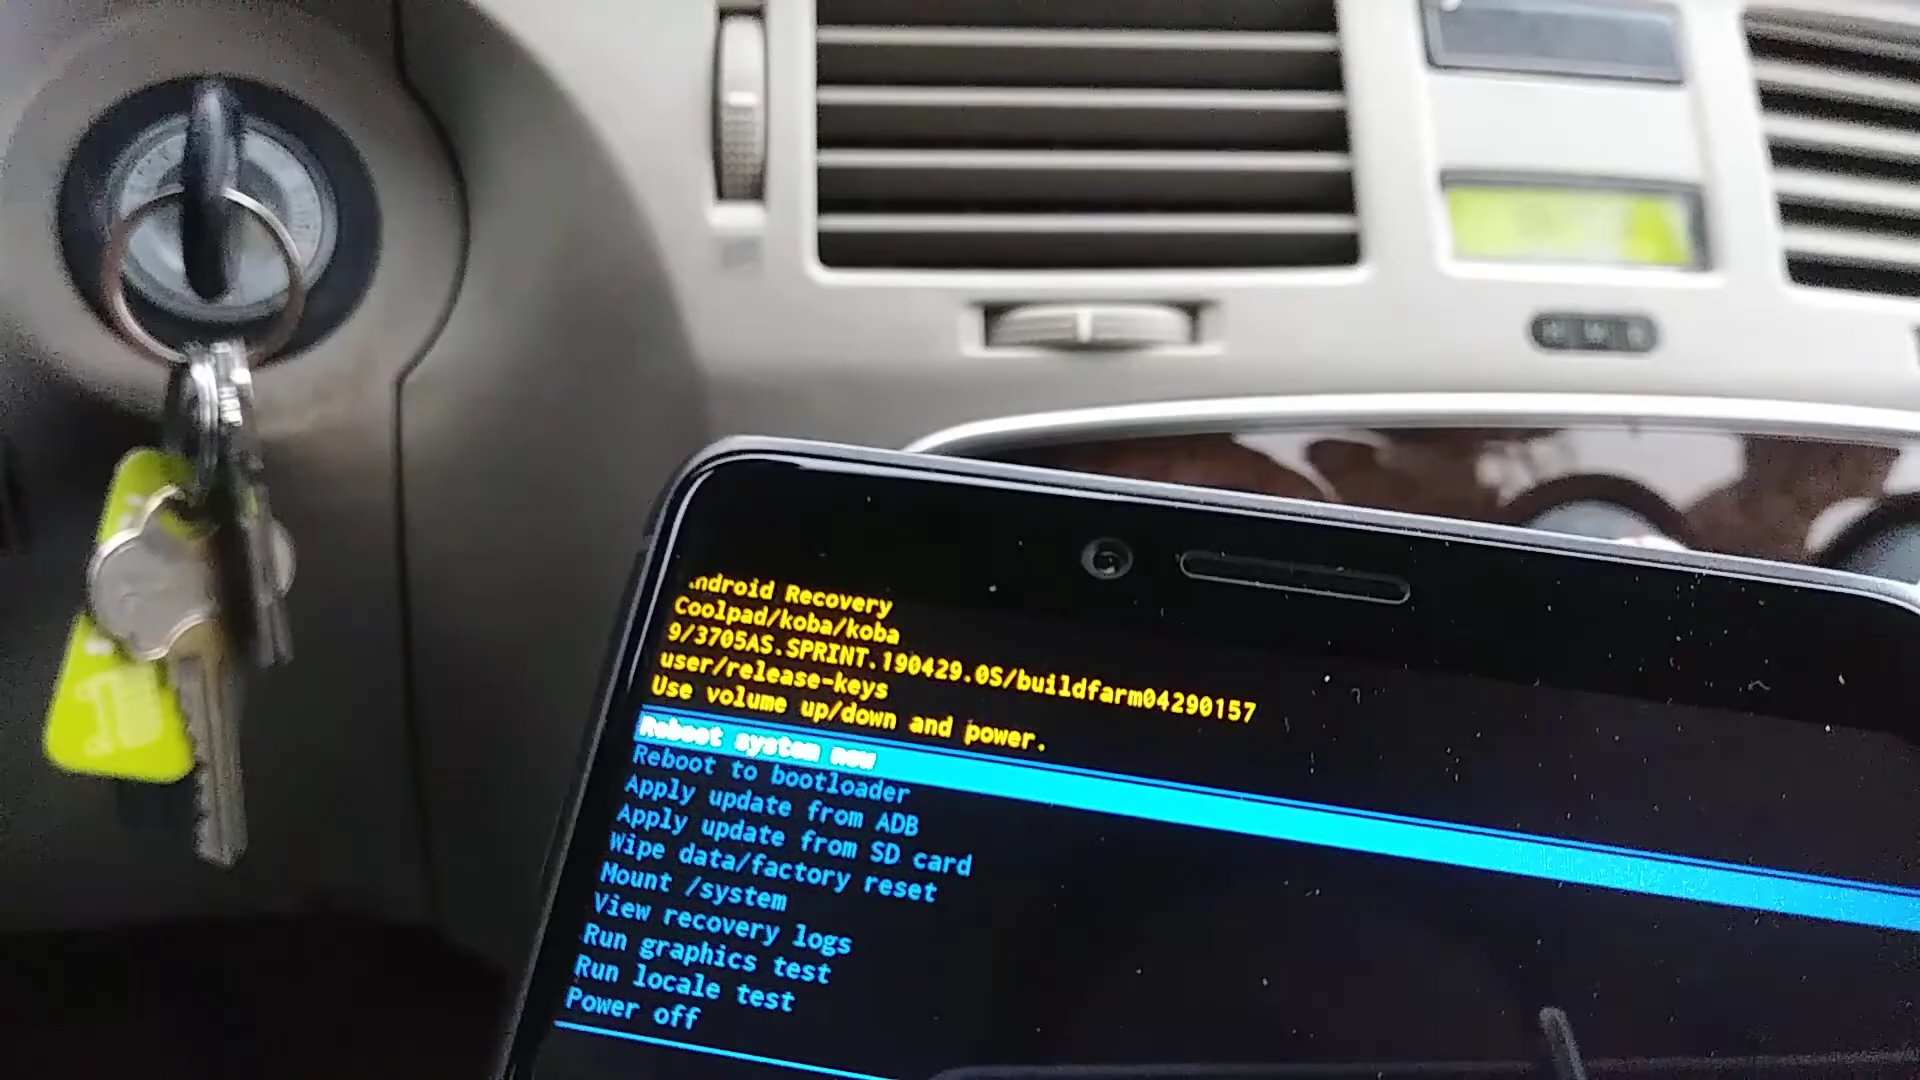 Android Recovery
Coolpad/koba/koba
9/3705AS.SPRINT.190429.0S/buildfarm04290157
user/release-keys
Use volume up/down and power.
Reboot system now
Reboot to bootloader
Apply update from ADB
Apply update from SD card
Wipe data/factory reset
Mount /system
View recovery logs
Run graphics test
Run locale test
Power off